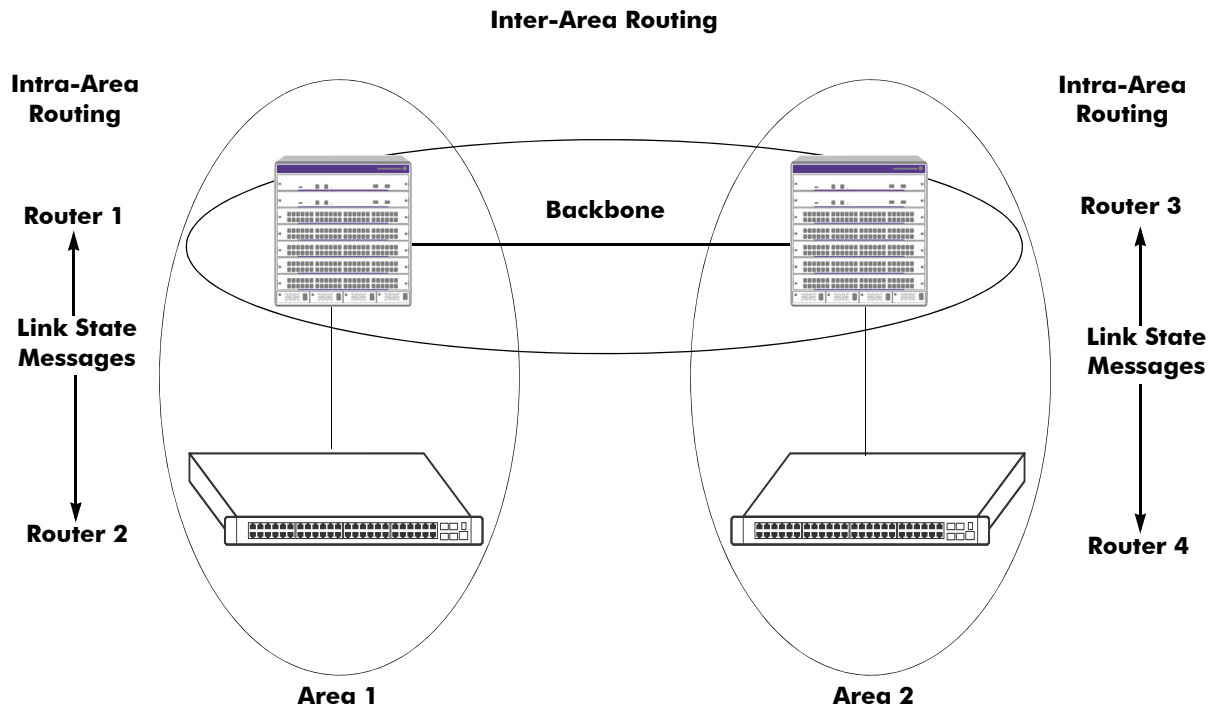 Inter-Area Routing
Intra-Area
Routing
Intra-Area
Routing
Router 1
Backbone
Router 3
Link State
Messages
Link State
Messages
Router 2
Router 4
Area 1
Area 2